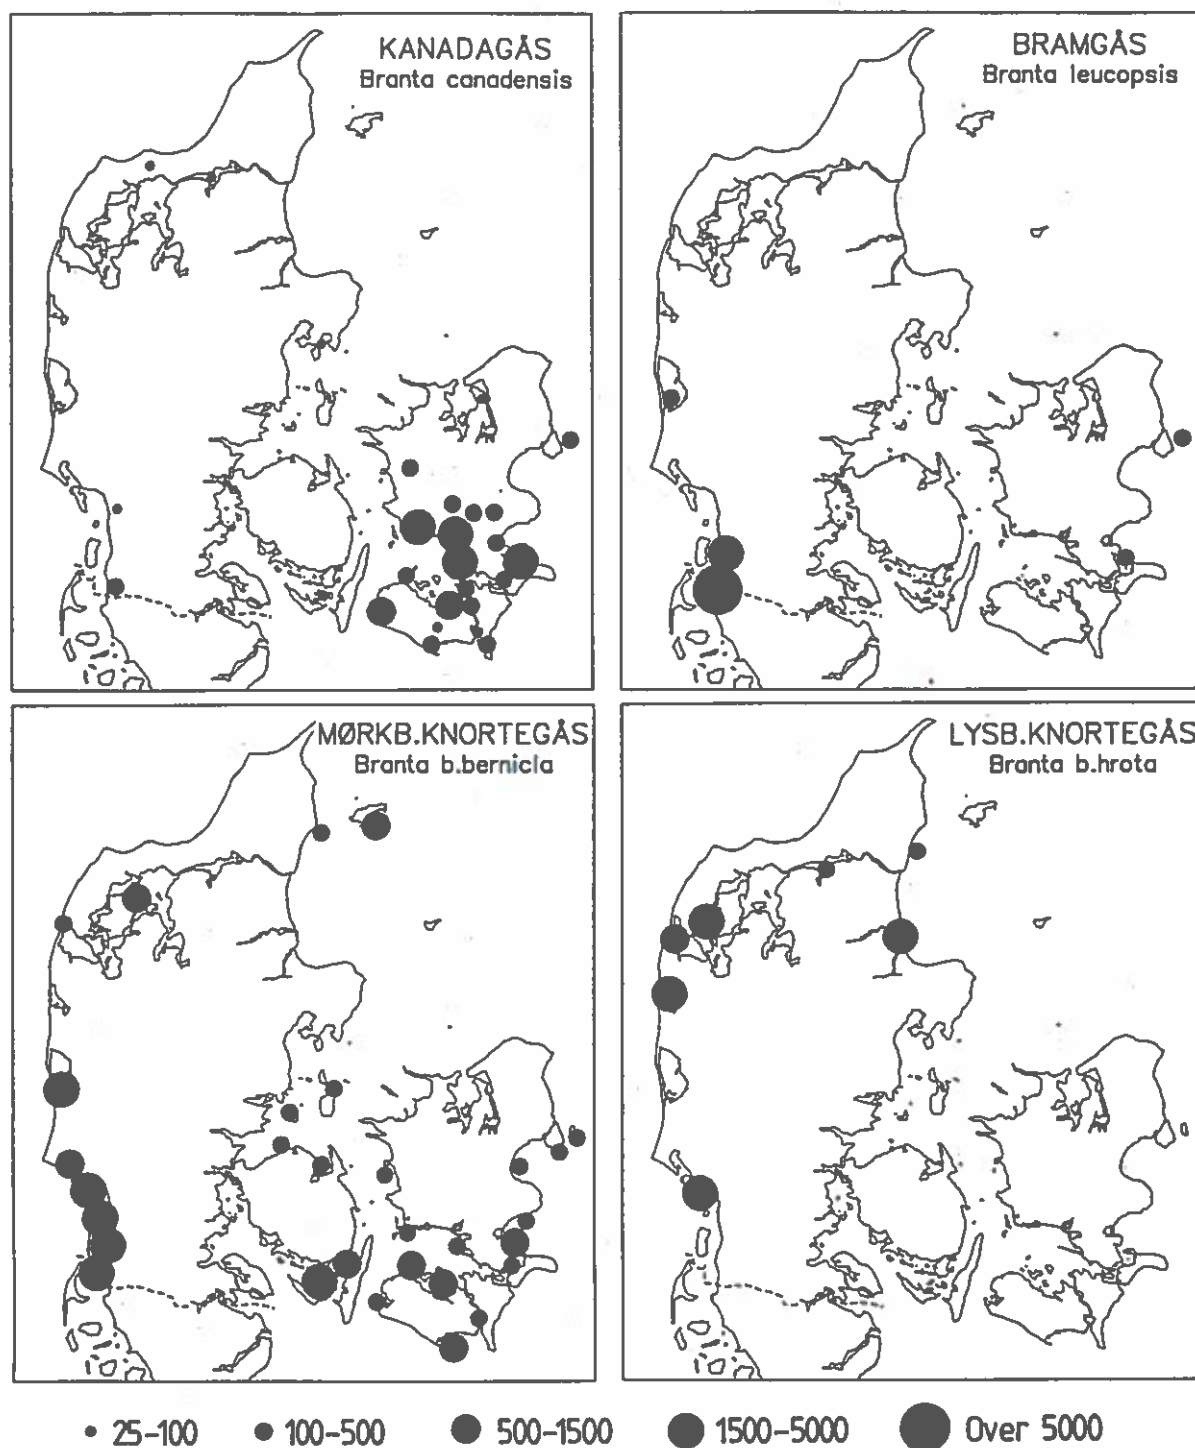 KANADAGÅS
Branta canadensis
BRAMGÅS
Branta leucopsis
MØRKB.KNORTEGÅS
Branta b.bernicla
LYSB.KNORTEGÅS
Branta b.hrota
25-100
100-500
500-1500
1500-5000
Over 5000